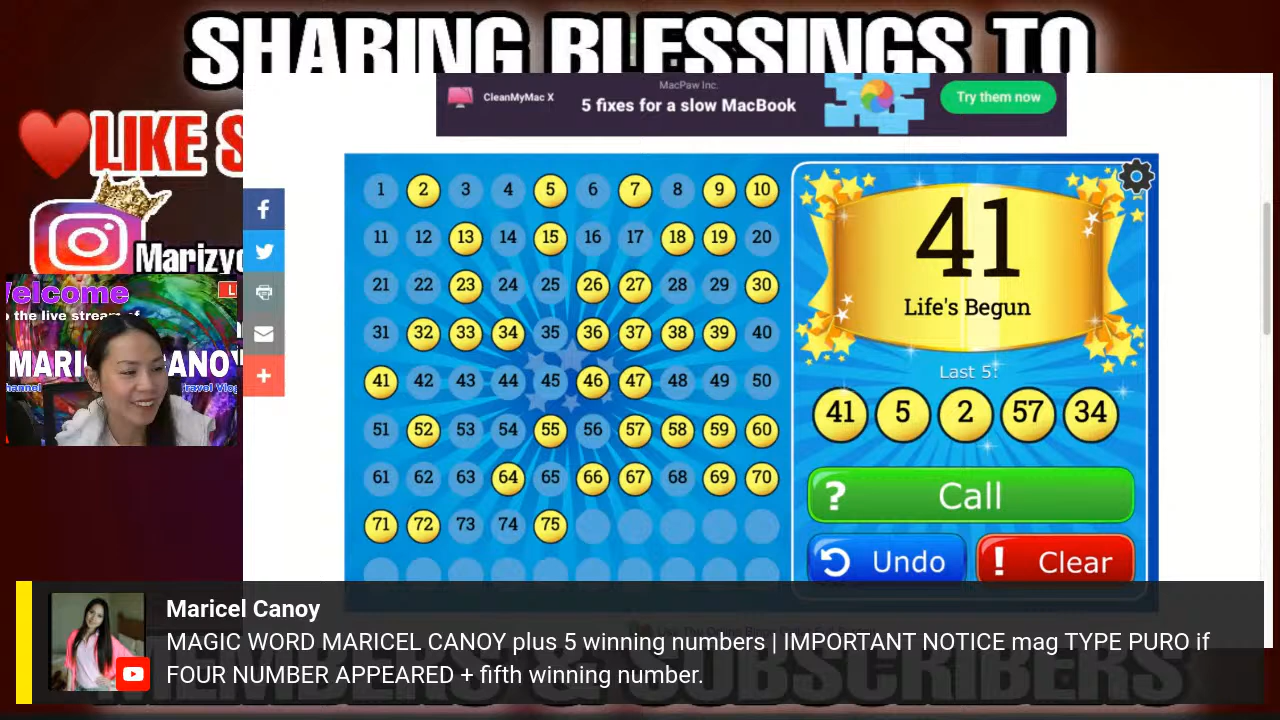 SHARING BLESSINGS TO
MacPaw Inc.
CleanMyMac X
5 fixes for a slow MacBook
Try them now
LIKE S
Marizy
Welcome
L
to the live stream of
MARI CANOY
hannel
Travel Vlog
1 2 3 4 5 6 7 8 9 10
11 12 13 14 15 16 17 18 19 20
21 22 23 24 25 26 27 28 29 30
31 32 33 34 35 36 37 38 39 40
41 42 43 44 45 46 47 48 49 50
51 52 53 54 55 56 57 58 59 60
61 62 63 64 65 66 67 68 69 70
71 72 73 74 75
41
Life's Begun
Last 5:
41 5 2 57 34
? Call
Undo
! Clear
Maricel Canoy
MAGIC WORD MARICEL CANOY plus 5 winning numbers | IMPORTANT NOTICE mag TYPE PURO if
FOUR NUMBER APPEARED + fifth winning number.
MEMBERS & SUBSCRIBERS